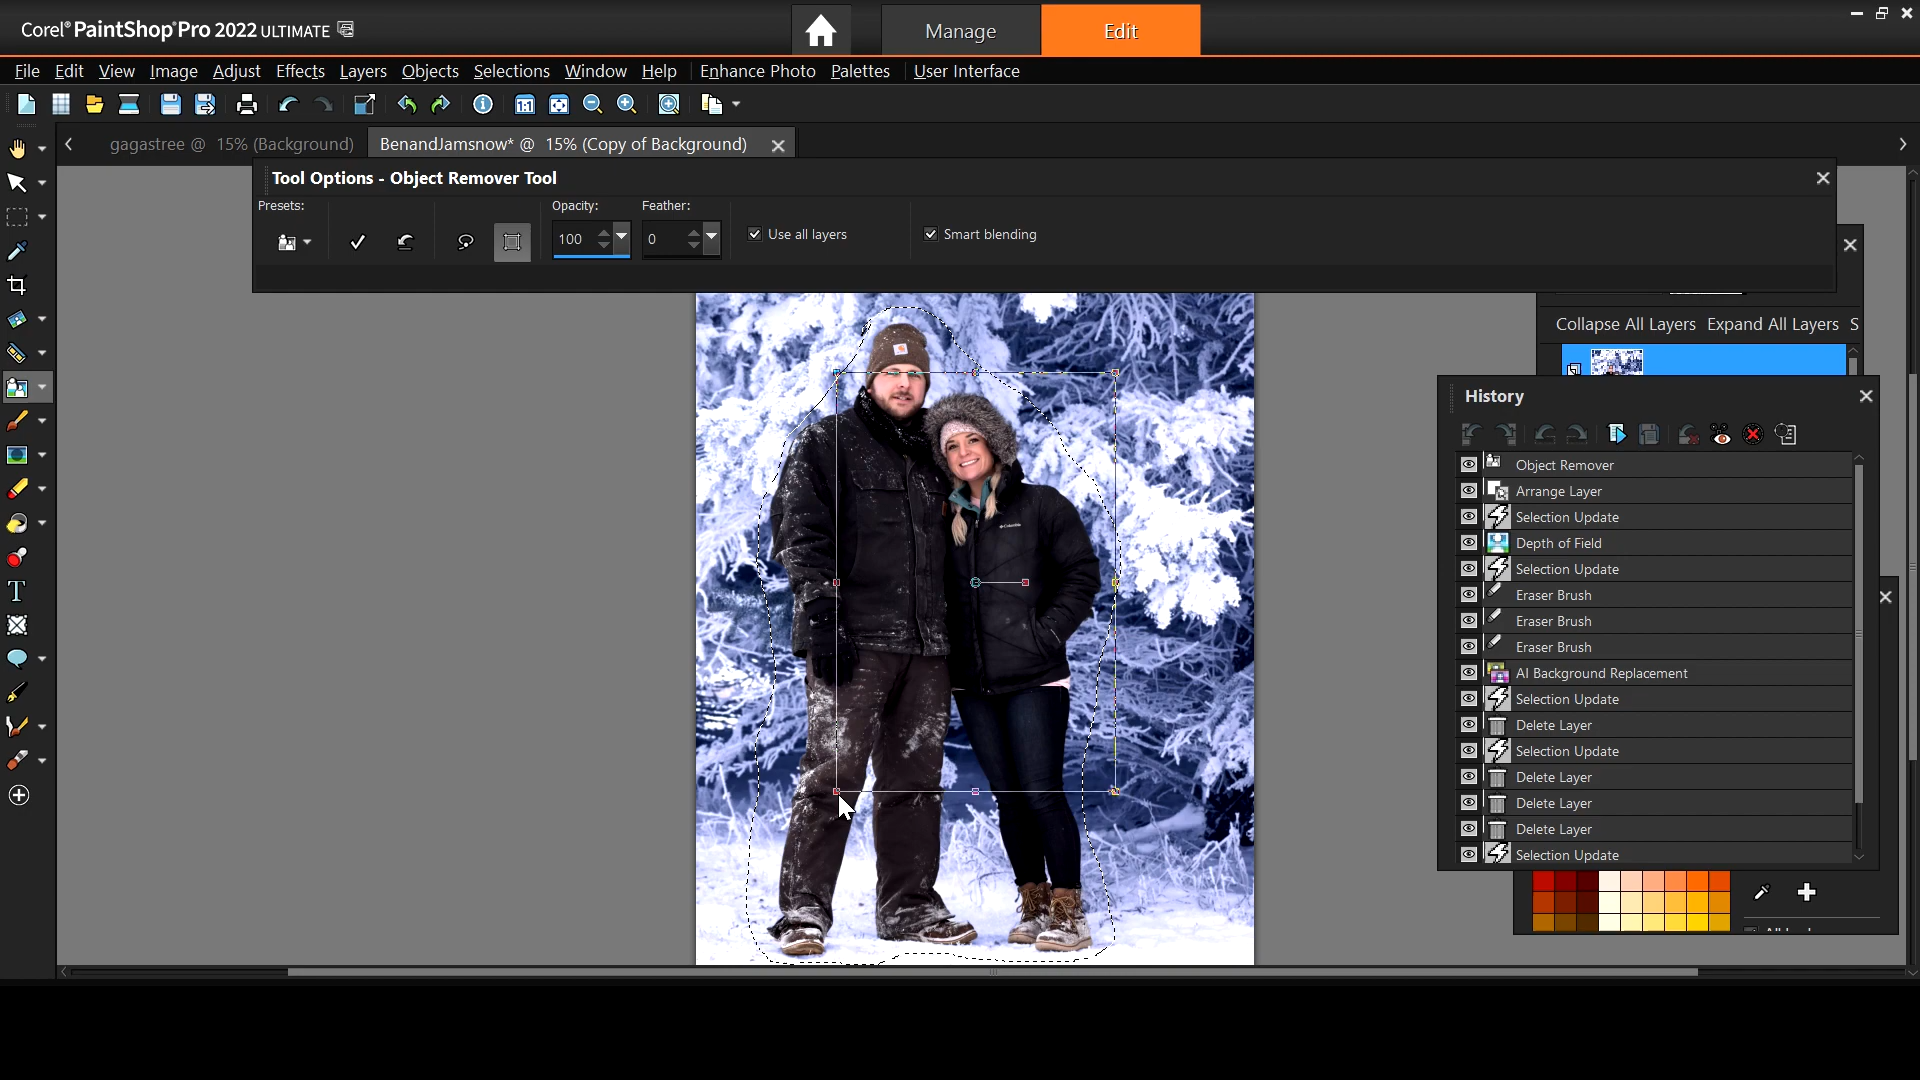 Corel® PaintShop® Pro 2022 ULTIMATE
Manage
Edit
File Edit View Image Adjust Effects Layers Objects Selections Window Help Enhance Photo Palettes User Interface
gagastree @ 15% (Background)
BenandJamsnow* @ 15% (Copy of Background)
Tool Options - Object Remover Tool
Presets:
Opacity:
Feather:
100
0
Use all layers
Smart blending
Collapse All Layers Expand All Layers S
History
Object Remover
Arrange Layer
Selection Update
Depth of Field
Selection Update
Eraser Brush
Eraser Brush
Eraser Brush
AI Background Replacement
Selection Update
Delete Layer
Selection Update
Delete Layer
Delete Layer
Delete Layer
Selection Update
Columbia